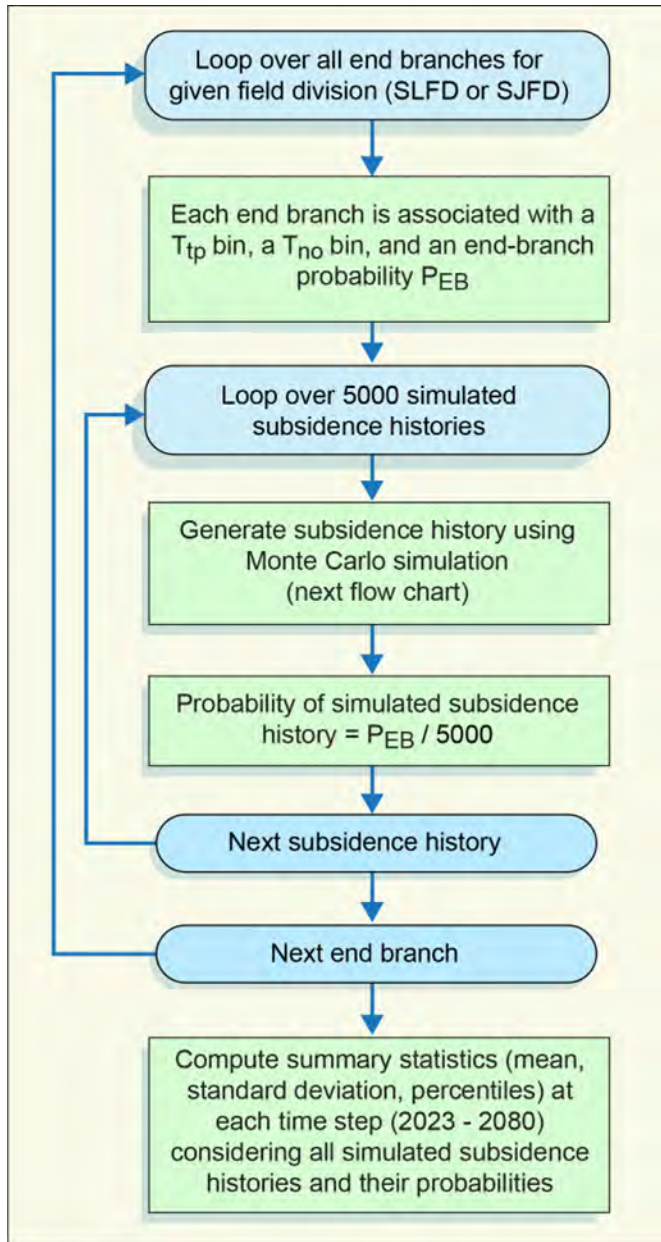 Loop over all end branches for
given field division (SLFD or SJFD)
Each end branch is associated with a
Ttp bin, a Tno bin, and an end-branch
probability PEB
Loop over 5000 simulated
subsidence histories
Generate subsidence history using
Monte Carlo simulation
(next flow chart)
Probability of simulated subsidence
history = PEB / 5000
Next subsidence history
Next end branch
Compute summary statistics (mean,
standard deviation, percentiles) at
each time step (2023 - 2080)
considering all simulated subsidence
histories and their probabilities